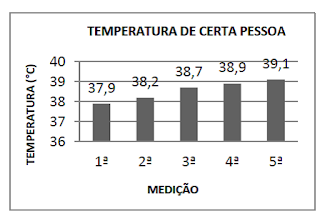 TEMPERATURA DE CERTA PESSOA
TEMPERATURA (°C)
40
39
38
37
36
37,9
38,2
38,7
38,9
39,1
1ª 2ª 3ª 4ª 5ª
MEDIÇÃO